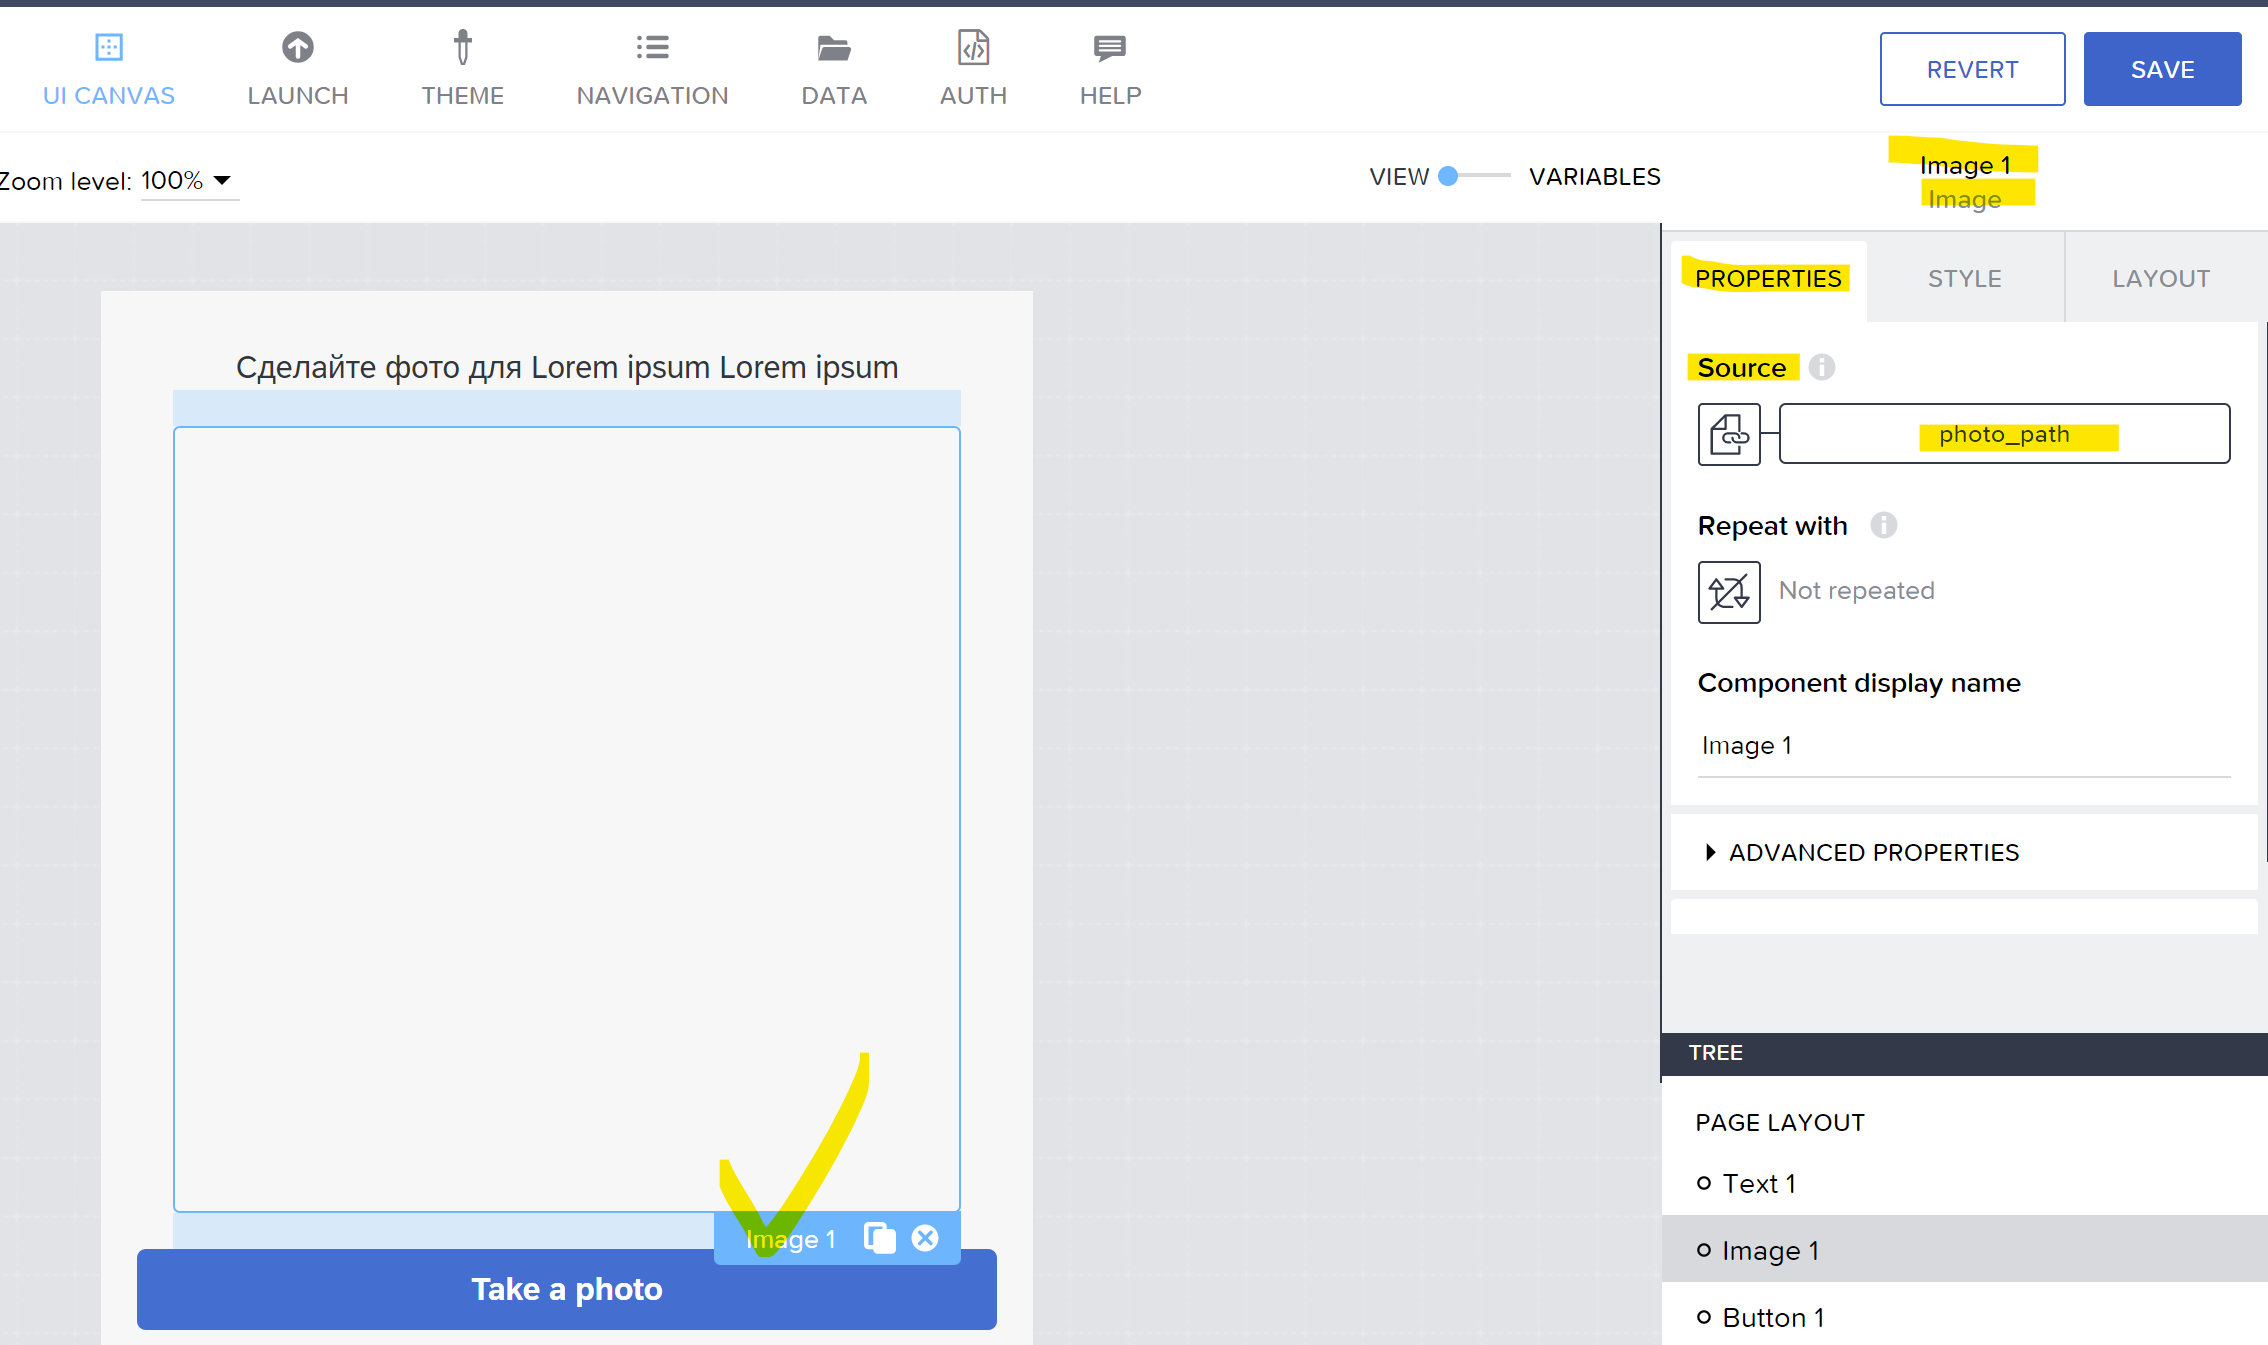 UI CANVAS
LAUNCH
THEME
NAVIGATION
DATA
AUTH
HELP
REVERT
SAVE
Zoom level: 100%
VIEW
VARIABLES
Image 1
Image
PROPERTIES
STYLE
LAYOUT
Сделайте фото для Lorem ipsum Lorem ipsum
Image 1
Take a photo
Source
photo_path
Repeat with
Not repeated
Component display name
Image 1
ADVANCED PROPERTIES
TREE
PAGE LAYOUT
Text 1
Image 1
Button 1